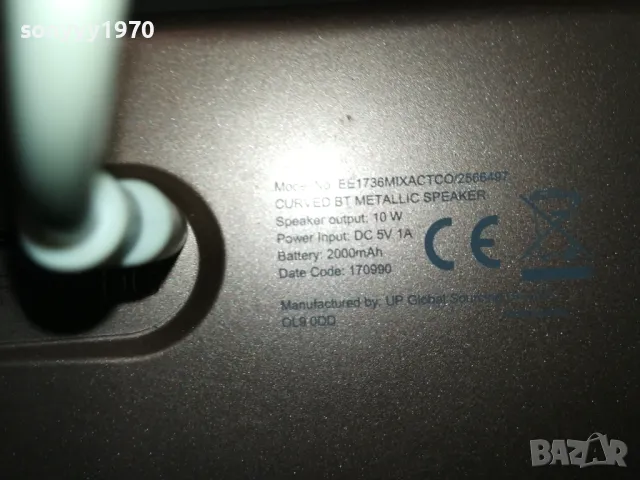 Model No. EE1736MIXACTCO/2566497
CURVED BT METALLIC SPEAKER
Speaker output: 10 W
Power Input: DC 5V 1A
Battery: 2000mAh
Date Code: 170990
CE
Manufactured by: UP Global Sourcing
OL9 0DD
BAZAR